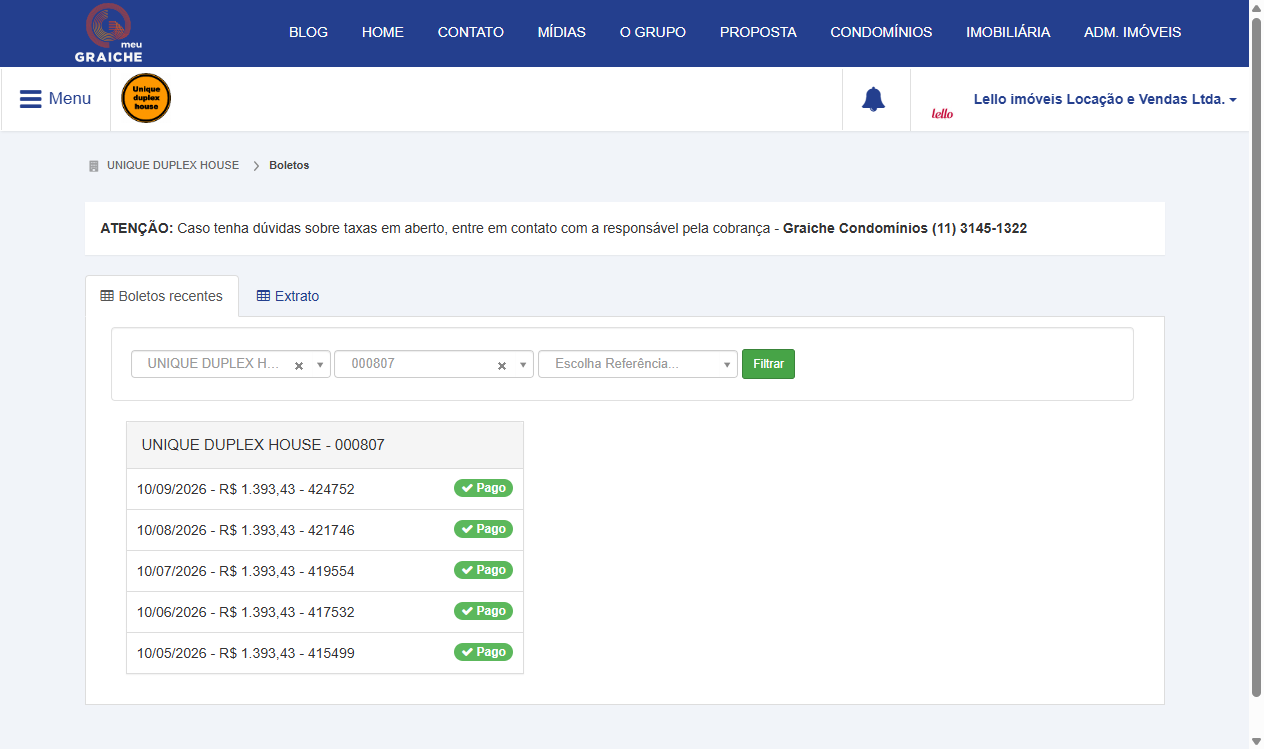 meu
GRAICHE
BLOG HOME CONTATO MÍDIAS O GRUPO PROPOSTA CONDOMÍNIOS IMOBILIÁRIA ADM. IMÓVEIS
Menu
Unique
duplex
house
lello
Lello imóveis Locação e Vendas Ltda.
UNIQUE DUPLEX HOUSE > Boletos
ATENÇÃO: Caso tenha dúvidas sobre taxas em aberto, entre em contato com a responsável pela cobrança - Graiche Condomínios (11) 3145-1322
Boletos recentes Extrato
UNIQUE DUPLEX H... × 000807 × Escolha Referência... Filtrar
UNIQUE DUPLEX HOUSE - 000807
10/09/2026 - R$ 1.393,43 - 424752 Pago
10/08/2026 - R$ 1.393,43 - 421746 Pago
10/07/2026 - R$ 1.393,43 - 419554 Pago
10/06/2026 - R$ 1.393,43 - 417532 Pago
10/05/2026 - R$ 1.393,43 - 415499 Pago